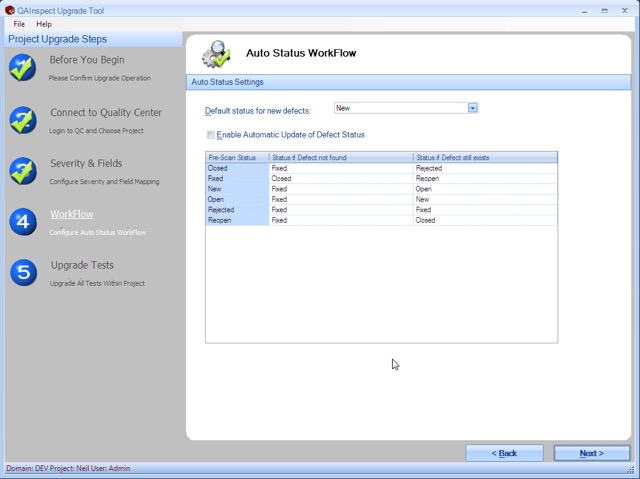 QAInspect Upgrade Tool
File Help
Project Upgrade Steps
Before You Begin
Please Confirm Upgrade Operation
Connect to Quality Center
Login to QC and Choose Project
Severity & Fields
Configure Severity and Field Mapping
4
WorkFlow
Configure Auto Status WorkFlow
5
Upgrade Tests
Upgrade All Tests Within Project
Auto Status WorkFlow
Auto Status Settings
Default status for new defects: New
Enable Automatic Update of Defect Status
Pre-Scan Status Status if Defect not found Status if Defect still exists
Closed Fixed Rejected
Fixed Closed Reopen
New Fixed Open
Open Fixed New
Rejected Fixed Fixed
Reopen Fixed Closed
< Back Next >
Domain: DEV Project: Neil User: Admin